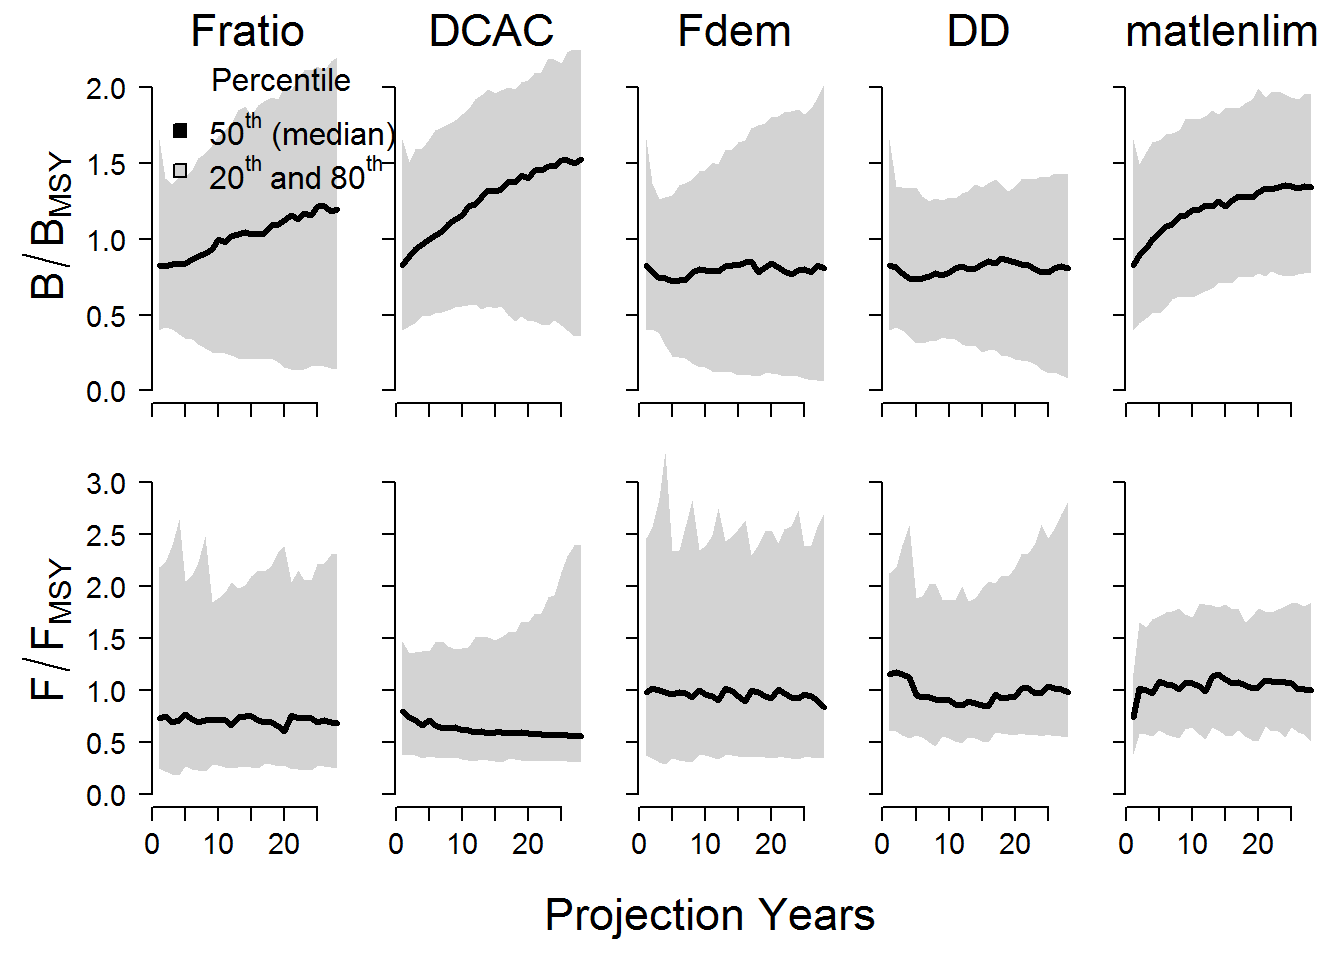 Fratio DCAC Fdem DD matlenlim
Percentile
50th (median)
20th and 80th
B / BMSY
2.0
1.5
1.0
0.5
0.0
F / FMSY
3.0
2.5
2.0
1.5
1.0
0.5
0.0
0 10 20 0 10 20 0 10 20 0 10 20 0 10 20
Projection Years